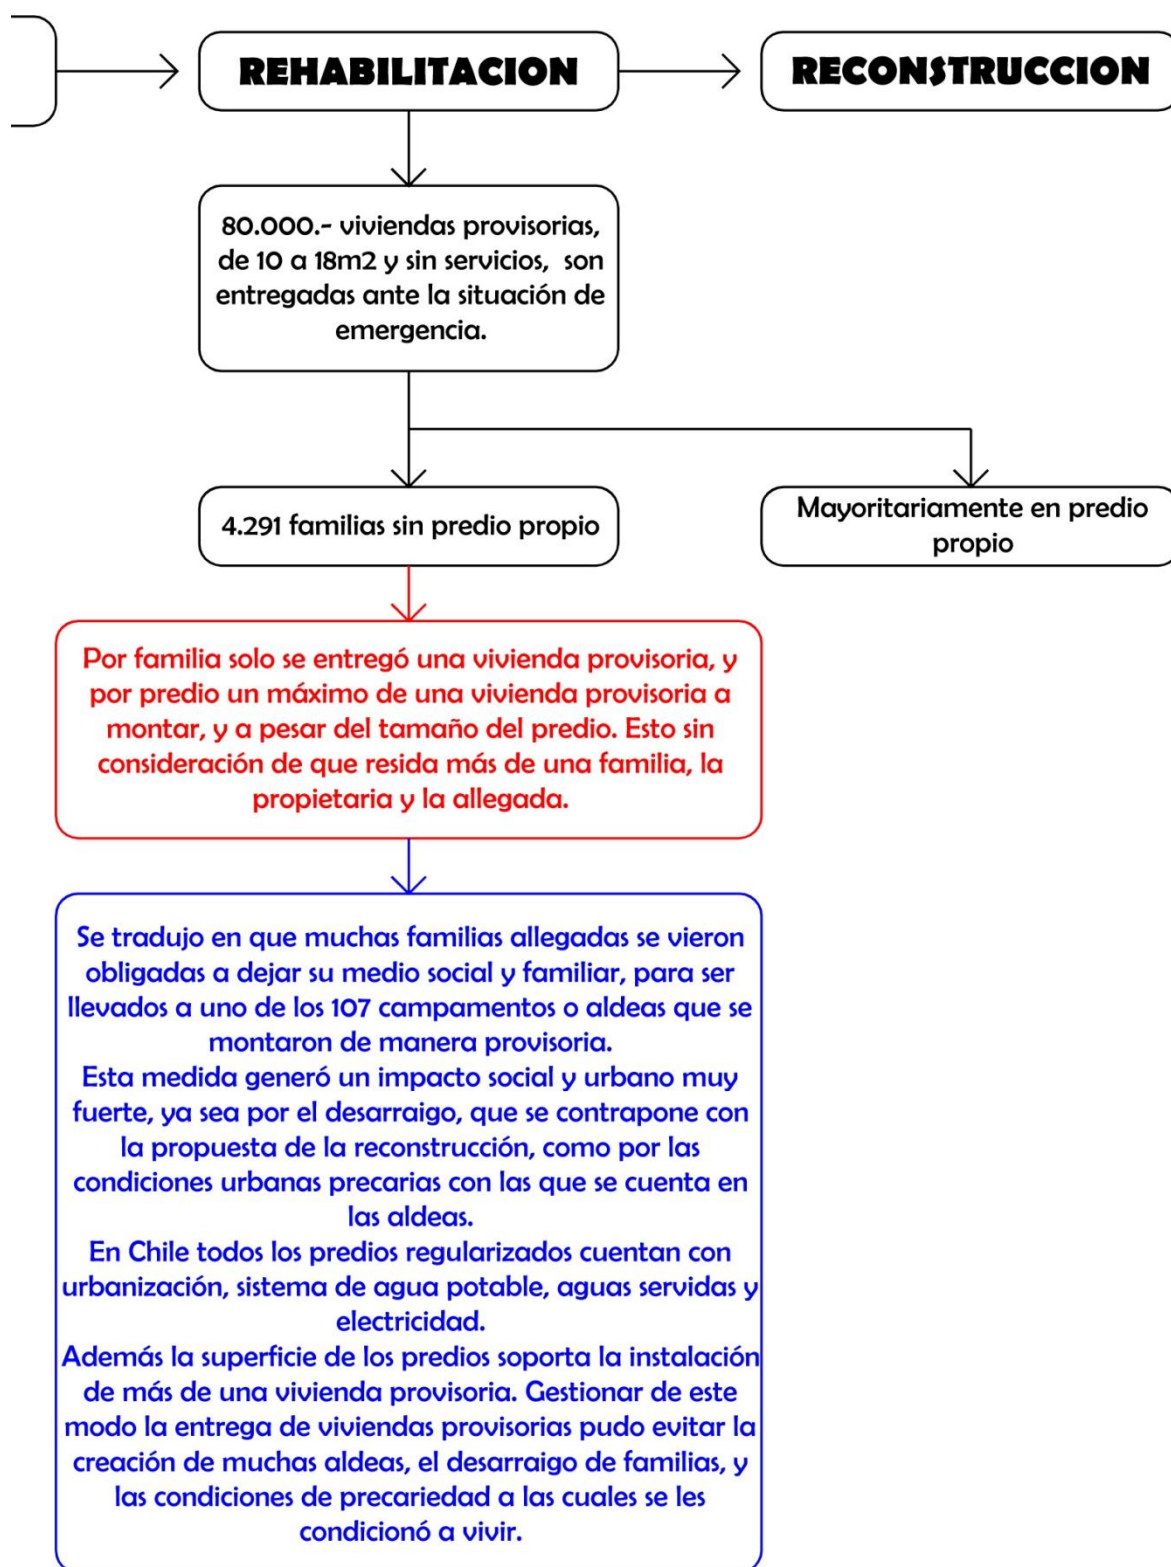 REHABILITACION
RECONSTRUCCION
80.000.- viviendas provisorias,
de 10 a 18m2 y sin servicios, son
entregadas ante la situación de
emergencia.
4.291 familias sin predio propio
Mayoritariamente en predio
propio
Por familia solo se entregó una vivienda provisoria, y
por predio un máximo de una vivienda provisoria a
montar, y a pesar del tamaño del predio. Esto sin
consideración de que resida más de una familia, la
propietaria y la allegada.
Se tradujo en que muchas familias allegadas se vieron
obligadas a dejar su medio social y familiar, para ser
llevados a uno de los 107 campamentos o aldeas que se
montaron de manera provisoria.
Esta medida generó un impacto social y urbano muy
fuerte, ya sea por el desarraigo, que se contrapone con
la propuesta de la reconstrucción, como por las
condiciones urbanas precarias con las que se cuenta en
las aldeas.
En Chile todos los predios regularizados cuentan con
urbanización, sistema de agua potable, aguas servidas y
electricidad.
Además la superficie de los predios soporta la instalación
de más de una vivienda provisoria. Gestionar de este
modo la entrega de viviendas provisorias pudo evitar la
creación de muchas aldeas, el desarraigo de familias, y
las condiciones de precariedad a las cuales se les
condicionó a vivir.